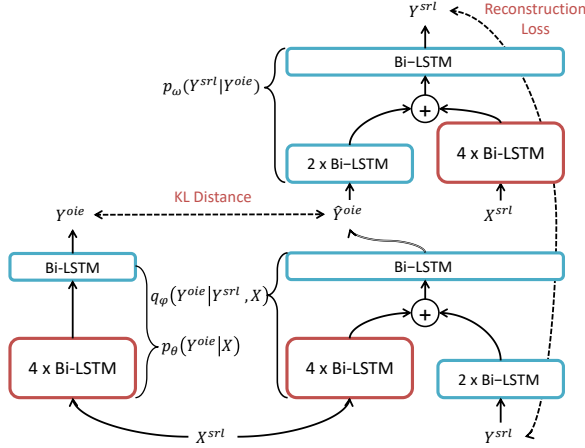 Y^{srl}
Reconstruction
Loss
Bi-LSTM
p_ω(Y^{srl}|Y^{oie})
+
2 x Bi-LSTM
4 x Bi-LSTM
KL Distance
Y^{oie}
Ŷ^{oie}
X^{srl}
Bi-LSTM
Bi-LSTM
q_φ(Y^{oie}|Y^{srl}, X)
+
p_θ(Y^{oie}|X)
4 x Bi-LSTM
4 x Bi-LSTM
2 x Bi-LSTM
X^{srl}
Y^{srl}